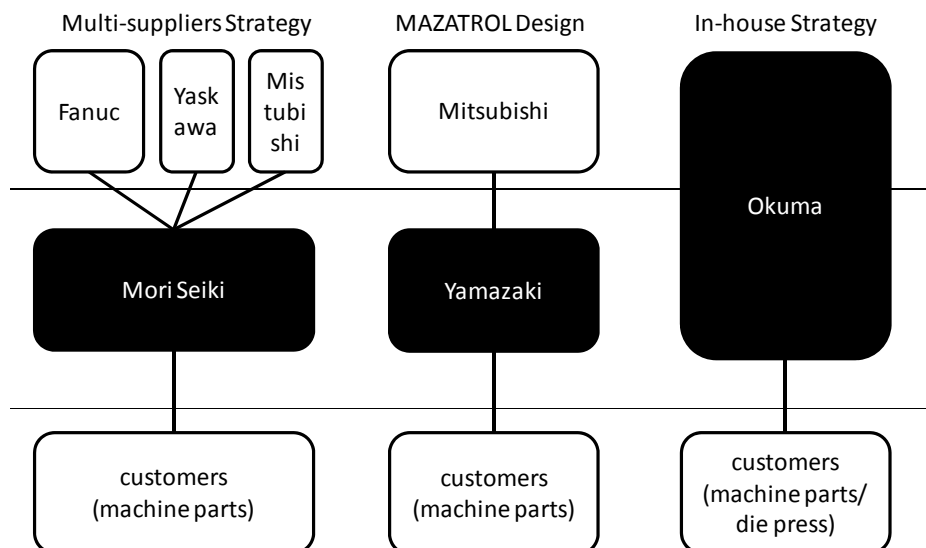 Multi-suppliers Strategy
MAZATROL Design
In-house Strategy
Fanuc
Yask
awa
Mis
tubi
shi
Mitsubishi
Okuma
Mori Seiki
Yamazaki
customers
(machine parts)
customers
(machine parts)
customers
(machine parts/
die press)